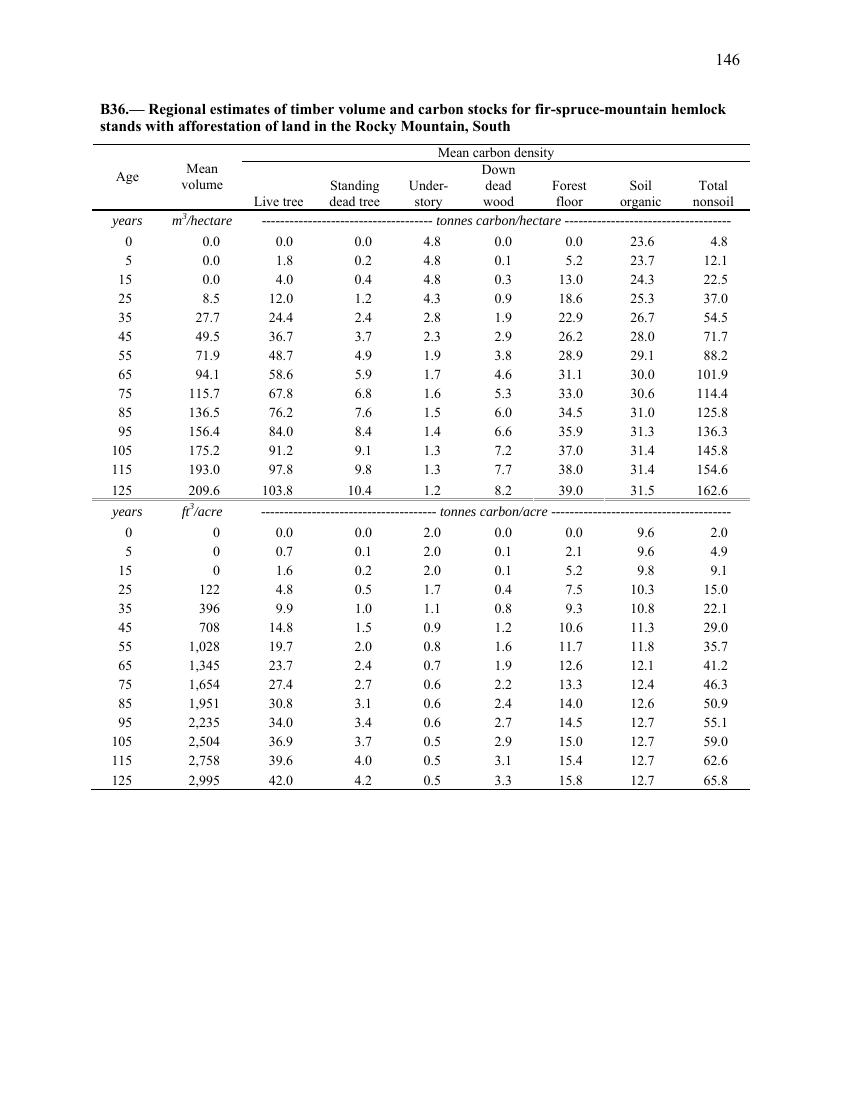 146
B36.— Regional estimates of timber volume and carbon stocks for fir-spruce-mountain hemlock
stands with afforestation of land in the Rocky Mountain, South
Age Mean volume Mean carbon density
Live tree Standing dead tree Under-story Down dead wood Forest floor Soil organic Total nonsoil
years m³/hectare ------------------------------------- tonnes carbon/hectare ------------------------------------
0 0.0 0.0 0.0 4.8 0.0 0.0 23.6 4.8
5 0.0 1.8 0.2 4.8 0.1 5.2 23.7 12.1
15 0.0 4.0 0.4 4.8 0.3 13.0 24.3 22.5
25 8.5 12.0 1.2 4.3 0.9 18.6 25.3 37.0
35 27.7 24.4 2.4 2.8 1.9 22.9 26.7 54.5
45 49.5 36.7 3.7 2.3 2.9 26.2 28.0 71.7
55 71.9 48.7 4.9 1.9 3.8 28.9 29.1 88.2
65 94.1 58.6 5.9 1.7 4.6 31.1 30.0 101.9
75 115.7 67.8 6.8 1.6 5.3 33.0 30.6 114.4
85 136.5 76.2 7.6 1.5 6.0 34.5 31.0 125.8
95 156.4 84.0 8.4 1.4 6.6 35.9 31.3 136.3
105 175.2 91.2 9.1 1.3 7.2 37.0 31.4 145.8
115 193.0 97.8 9.8 1.3 7.7 38.0 31.4 154.6
125 209.6 103.8 10.4 1.2 8.2 39.0 31.5 162.6
years ft³/acre -------------------------------------- tonnes carbon/acre ---------------------------------------
0 0 0.0 0.0 2.0 0.0 0.0 9.6 2.0
5 0 0.7 0.1 2.0 0.1 2.1 9.6 4.9
15 0 1.6 0.2 2.0 0.1 5.2 9.8 9.1
25 122 4.8 0.5 1.7 0.4 7.5 10.3 15.0
35 396 9.9 1.0 1.1 0.8 9.3 10.8 22.1
45 708 14.8 1.5 0.9 1.2 10.6 11.3 29.0
55 1,028 19.7 2.0 0.8 1.6 11.7 11.8 35.7
65 1,345 23.7 2.4 0.7 1.9 12.6 12.1 41.2
75 1,654 27.4 2.7 0.6 2.2 13.3 12.4 46.3
85 1,951 30.8 3.1 0.6 2.4 14.0 12.6 50.9
95 2,235 34.0 3.4 0.6 2.7 14.5 12.7 55.1
105 2,504 36.9 3.7 0.5 2.9 15.0 12.7 59.0
115 2,758 39.6 4.0 0.5 3.1 15.4 12.7 62.6
125 2,995 42.0 4.2 0.5 3.3 15.8 12.7 65.8